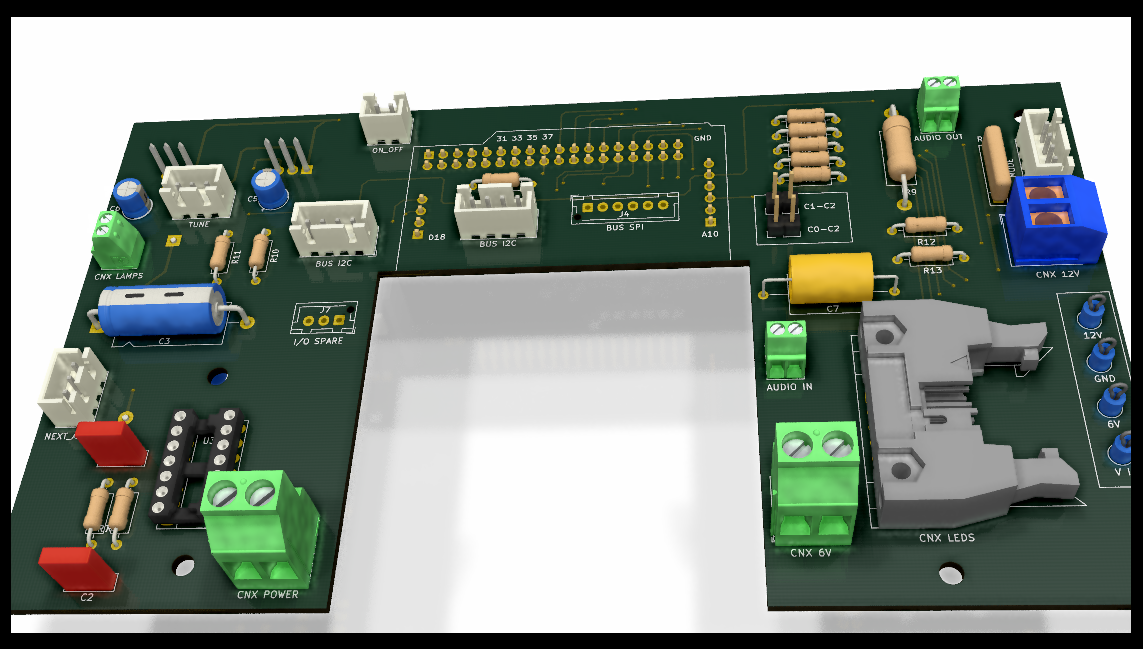 ON_OFF
31 33 35 37
GND
AUDIO OUT
TUNE
C1-C2
C0-C2
R9
D18
BUS I2C
J4
BUS SPI
A10
R12
R13
CNX 12V
CNX LAMPS
R11
R10
BUS I2C
C3
J7
I/O SPARE
C7
12V
AUDIO IN
GND
6V
NEXT_
U3
CNX 6V
CNX LEDS
C2
CNX POWER